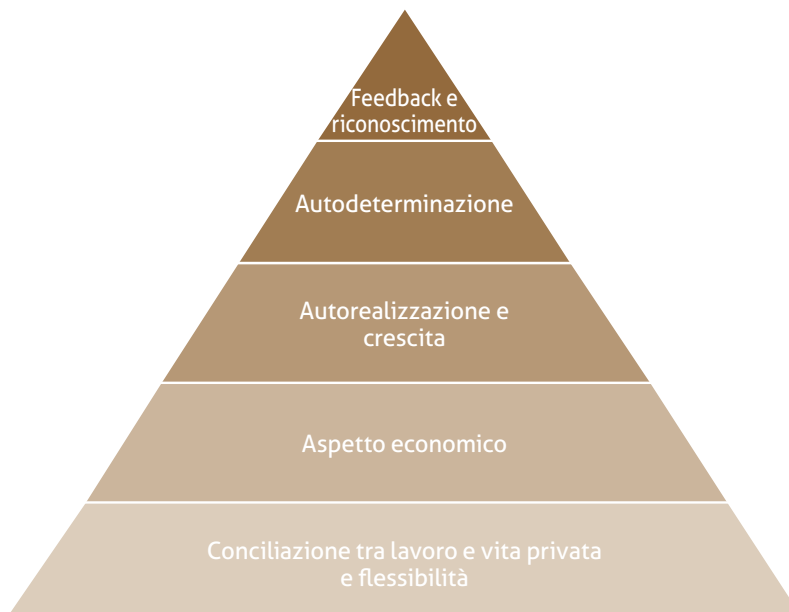 Feedback e
riconoscimento
Autodeterminazione
Autorealizzazione e
crescita
Aspetto economico
Conciliazione tra lavoro e vita privata
e flessibilità